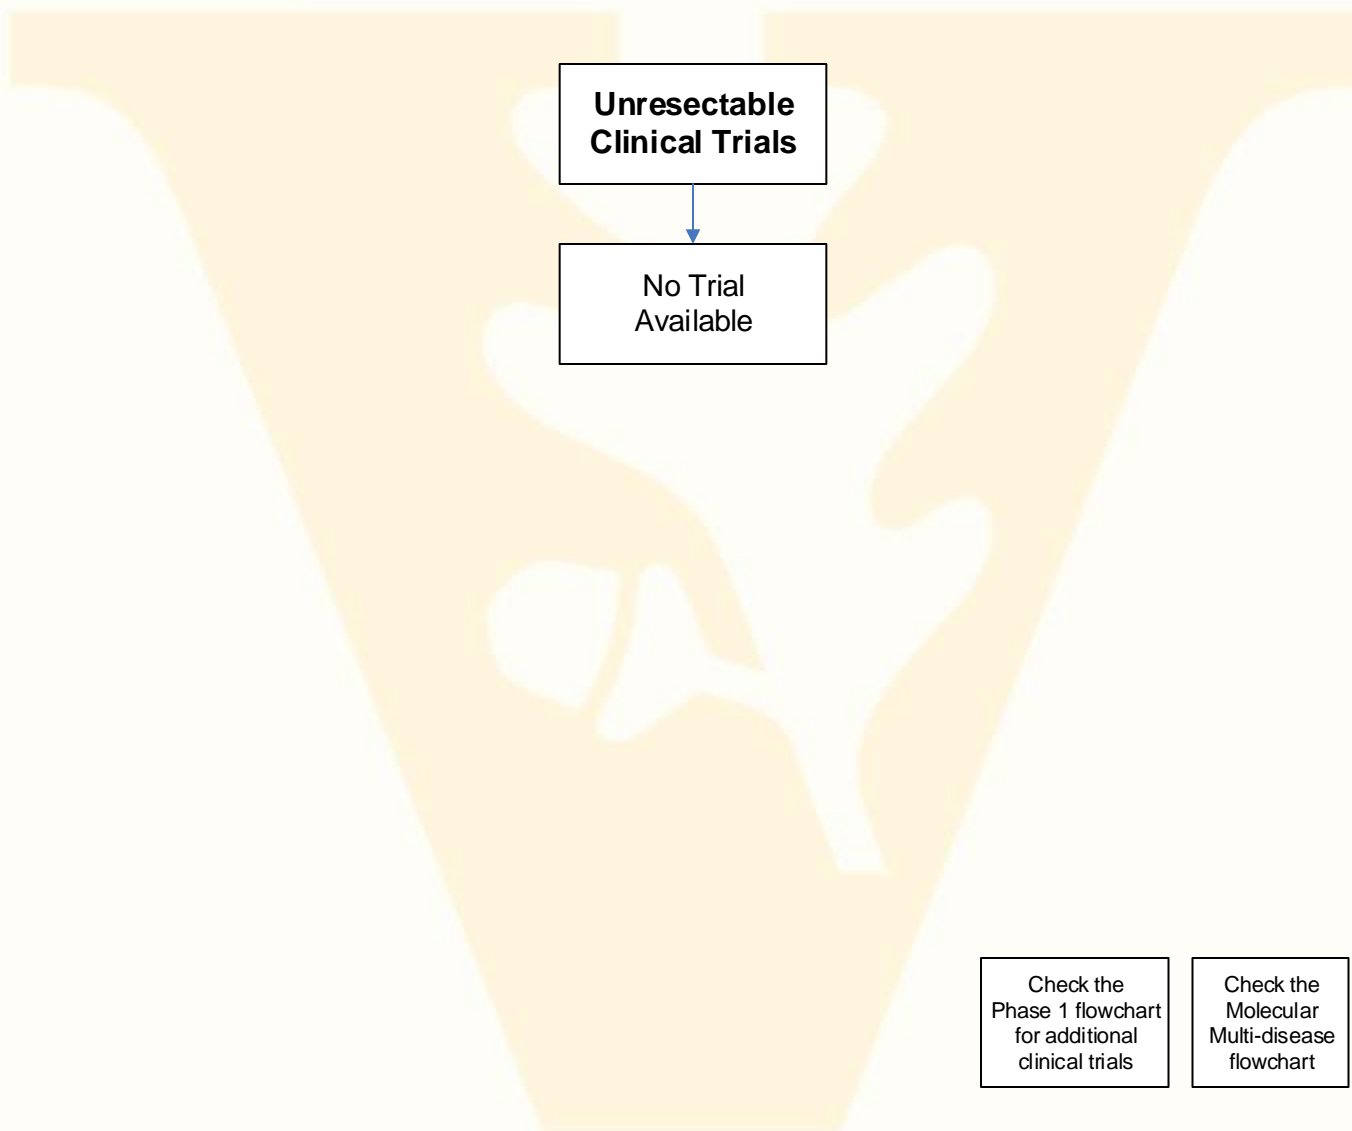 Unresectable
Clinical Trials
No Trial
Available
Check the
Phase 1 flowchart
for additional
clinical trials
Check the
Molecular
Multi-disease
flowchart